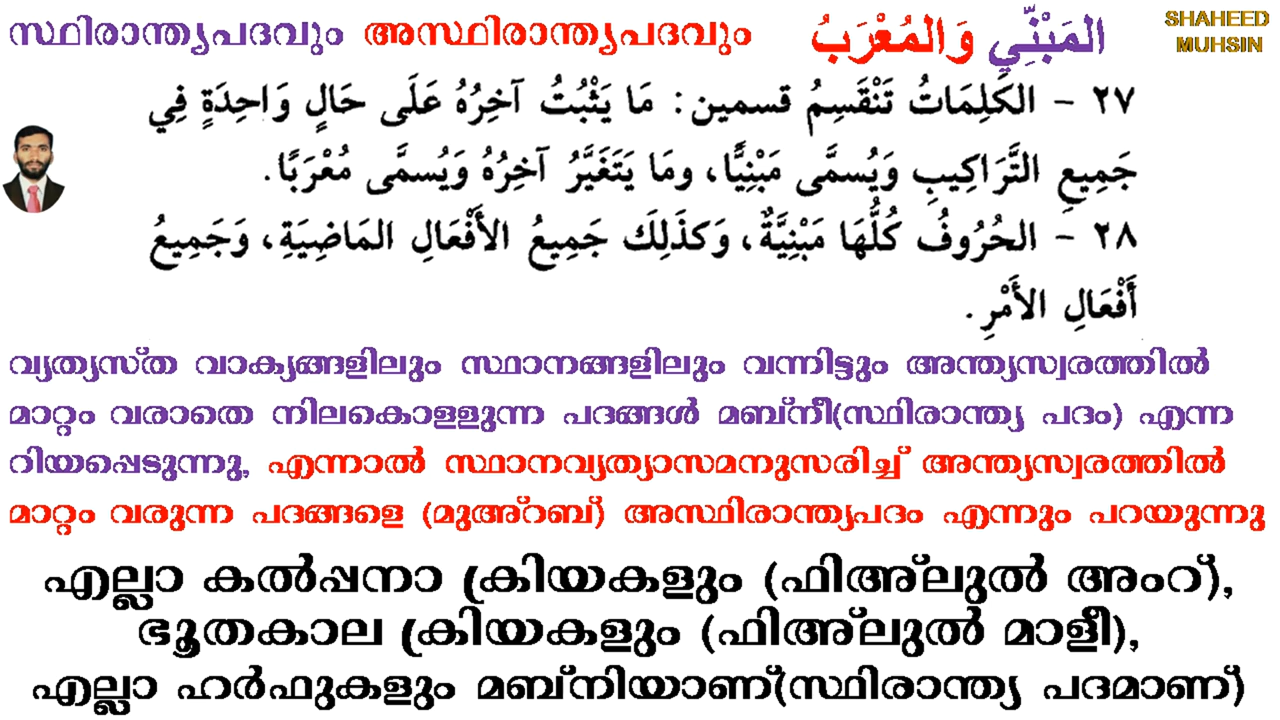 സ്ഥിരാന്ത്യപദവും അസ്ഥിരാന്ത്യപദവും المَبْنِّي وَالمُعْرَبُ
SHAHEED
MUHSIN
٢٧ - الكَلِمَاتُ تَنْقَسِمُ قسمين: مَا يَثْبُتُ آخِرُهُ عَلَى حَالٍ وَاحِدَةٍ فِي
جَمِيعِ التَّرَاكِيبِ وَيُسمَّى مَبْنِيًّا، ومَا يَتَغَيَّرُ آخِرُهُ وَيُسمَّى مُعْرَبًا.
٢٨ - الحُرُوفُ كُلُّهَا مَبْنِيَّةٌ، وَكذَلِكَ جَمِيعُ الأَفْعَالِ المَاضِيَةِ، وَجَمِيعُ
أَفْعَالِ الأَمْرِ.
വ്യത്യസ്ത വാക്യങ്ങളിലും സ്ഥാനങ്ങളിലും വന്നിട്ടും അന്ത്യസ്വരത്തിൽ
മാറ്റം വരാതെ നിലകൊള്ളുന്ന പദങ്ങൾ മബ്നീ(സ്ഥിരാന്ത്യ പദം) എന്ന
റിയപ്പെടുന്നു, എന്നാൽ സ്ഥാനവ്യത്യാസമനുസരിച്ച് അന്ത്യസ്വരത്തിൽ
മാറ്റം വരുന്ന പദങ്ങളെ (മുഅ്റബ്) അസ്ഥിരാന്ത്യപദം എന്നും പറയുന്നു
എല്ലാ കൽപ്പനാ ക്രിയകളും (ഫിഅ്ലുൽ അംറ്),
ഭൂതകാല ക്രിയകളും (ഫിഅ്ലുൽ മാളീ),
എല്ലാ ഹർഫുകളും മബ്നിയാണ്(സ്ഥിരാന്ത്യ പദമാണ്)